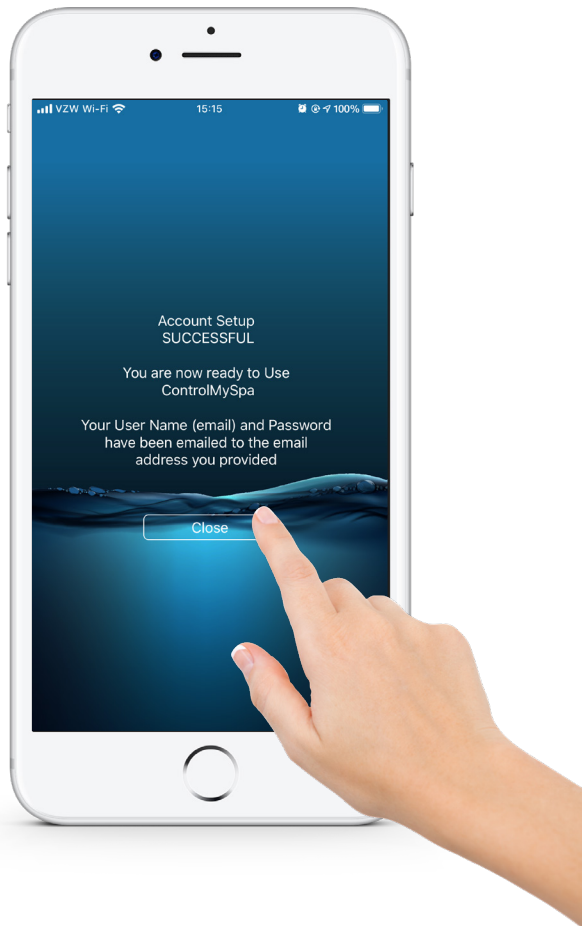 VZW Wi-Fi 15:15 100%
Account Setup
SUCCESSFUL
You are now ready to Use
ControlMySpa
Your User Name (email) and Password
have been emailed to the email
address you provided
Close